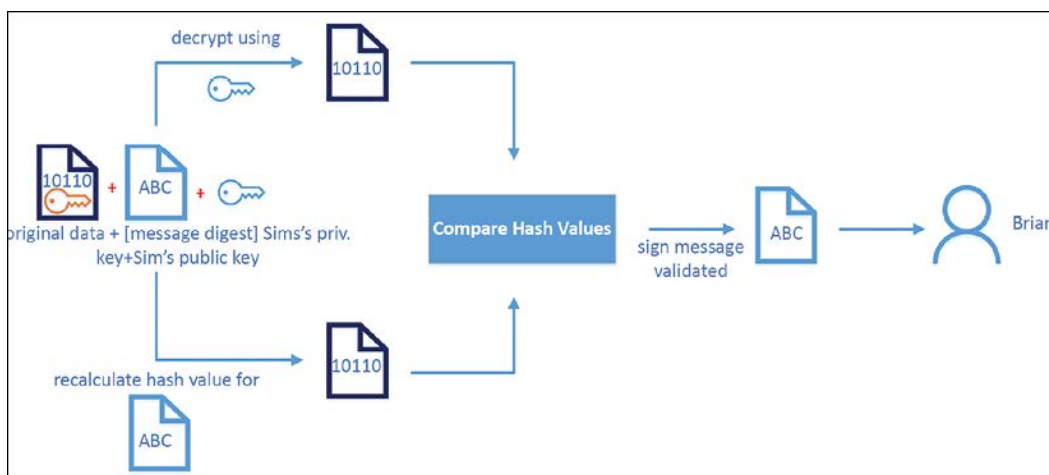 decrypt using
10110
10110
+
ABC
+
original data + [message digest] Sims's priv.
key+Sim's public key
Compare Hash Values
sign message
validated
ABC
Brian
10110
recalculate hash value for
ABC